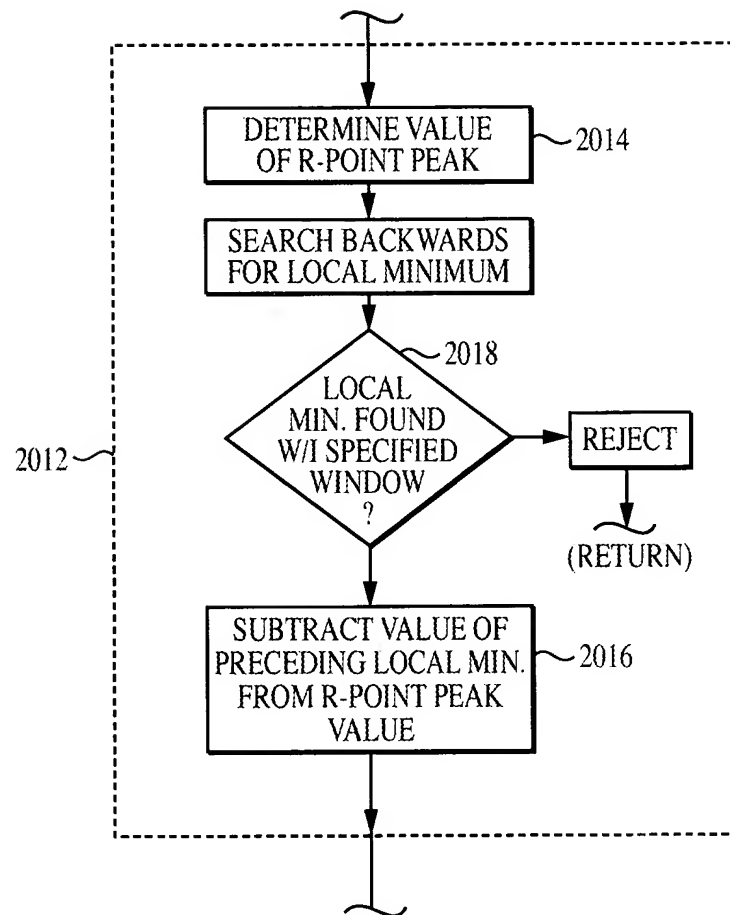 DETERMINE VALUE
OF R-POINT PEAK
2014
SEARCH BACKWARDS
FOR LOCAL MINIMUM
2018
LOCAL
MIN. FOUND
W/I SPECIFIED
WINDOW
?
REJECT
2012
(RETURN)
SUBTRACT VALUE OF
PRECEDING LOCAL MIN.
FROM R-POINT PEAK
VALUE
2016